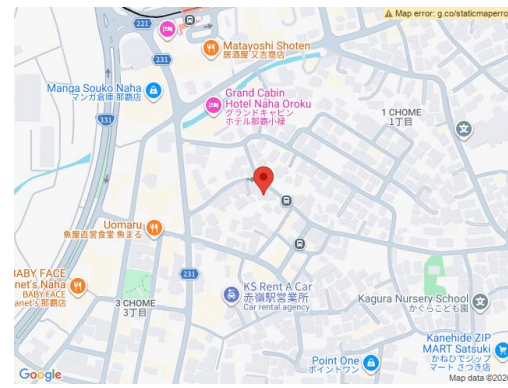 Map error: g.co/staticmaperro
221
Matayoshi Shoten
居酒屋 又吉商店
Manga Souko Naha
マンガ倉庫 那覇店
Grand Cabin
Hotel Naha Oroku
グランドキャビン
ホテル那覇小禄
1 CHOME
1丁目
331
231
Uomaru
魚屋直営食堂 魚まる
231
BABY FACE
anet's Naha
BABY FACE
anet's 那覇店
3 CHOME
3丁目
KS Rent A Car
赤嶺駅営業所
Car rental agency
Kagura Nursery School
かぐらこども園
Kanehide ZIP
MART Satsuki
かねひでジップ
マート さつき店
Point One
ポイントワン
Google
Map data ©2026